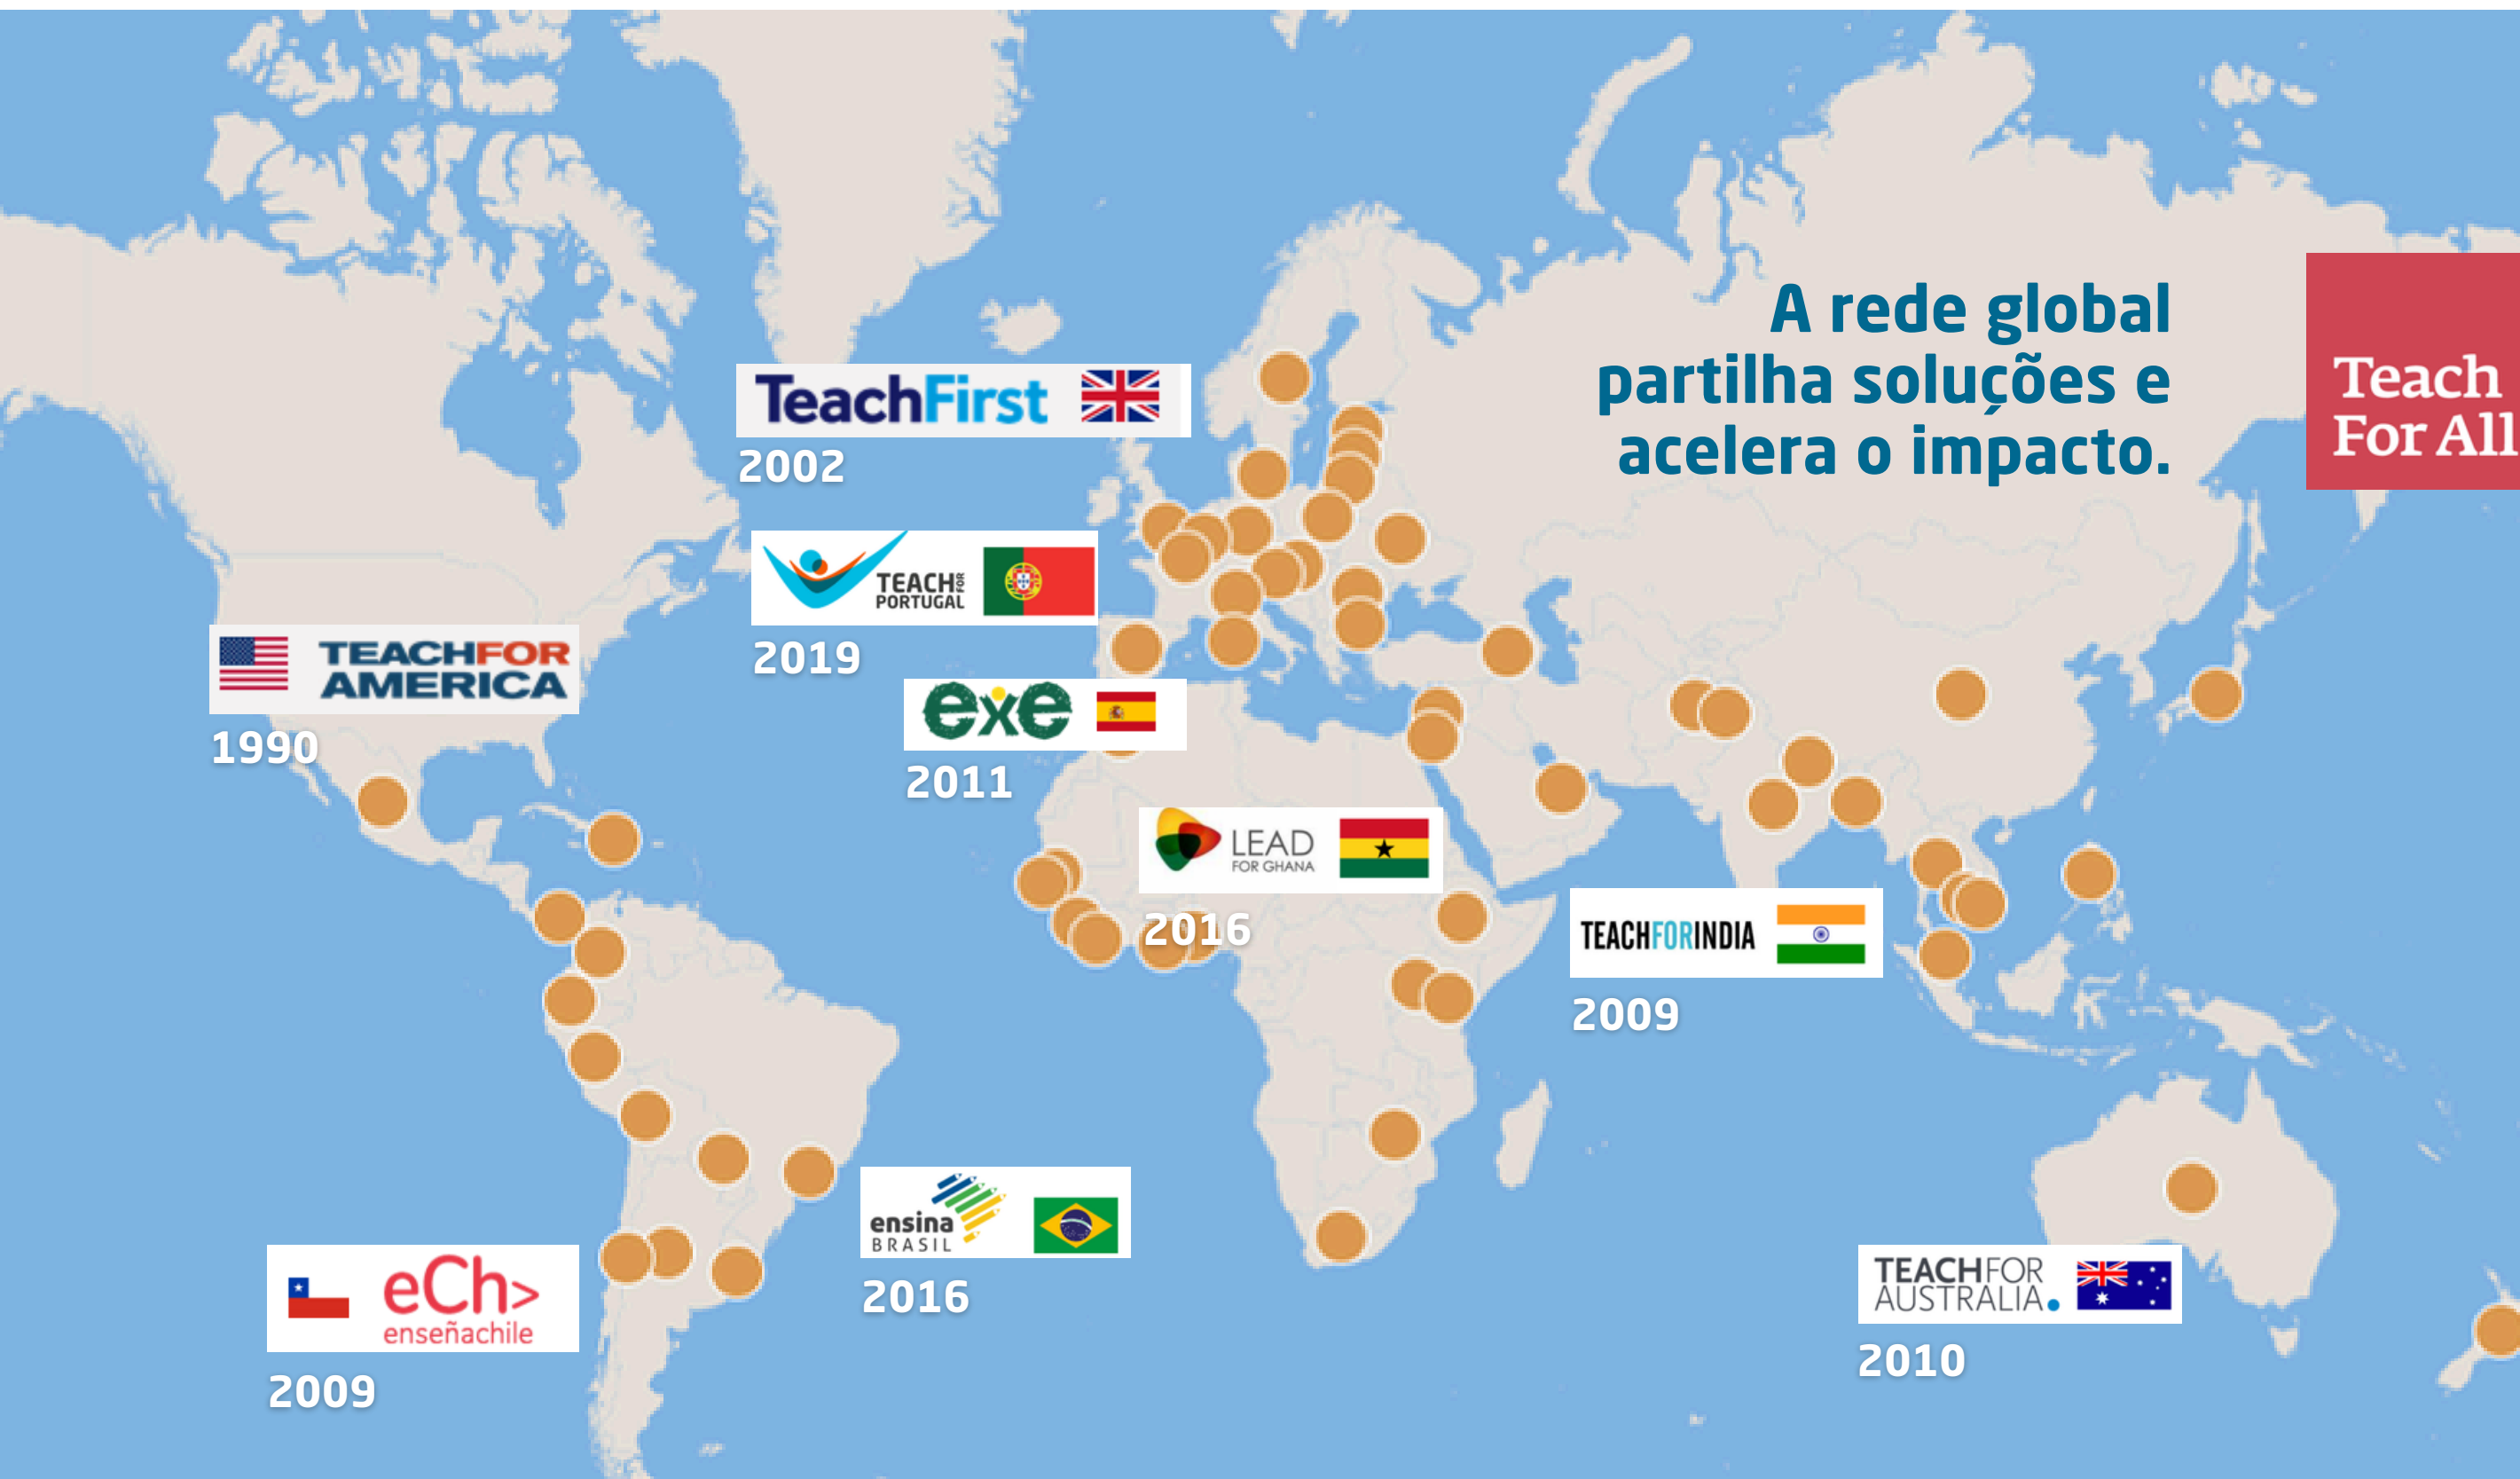 A rede global
partilha soluções e
acelera o impacto.
Teach
For All
TeachFirst
2002
TEACH FOR
PORTUGAL
2019
TEACHFOR
AMERICA
1990
exe
2011
LEAD
FOR GHANA
2016
TEACHFORINDIA
2009
ensina
BRASIL
2016
eCh>
enseñachile
2009
TEACHFOR
AUSTRALIA.
2010